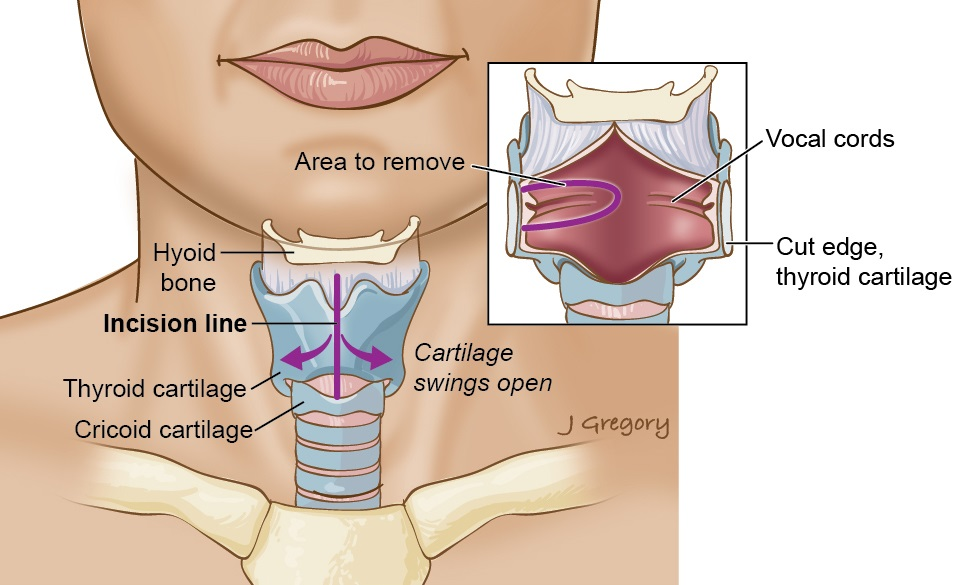 Area to remove
Vocal cords
Cut edge,
thyroid cartilage
Hyoid
bone
Incision line
Cartilage
swings open
Thyroid cartilage
Cricoid cartilage
J Gregory